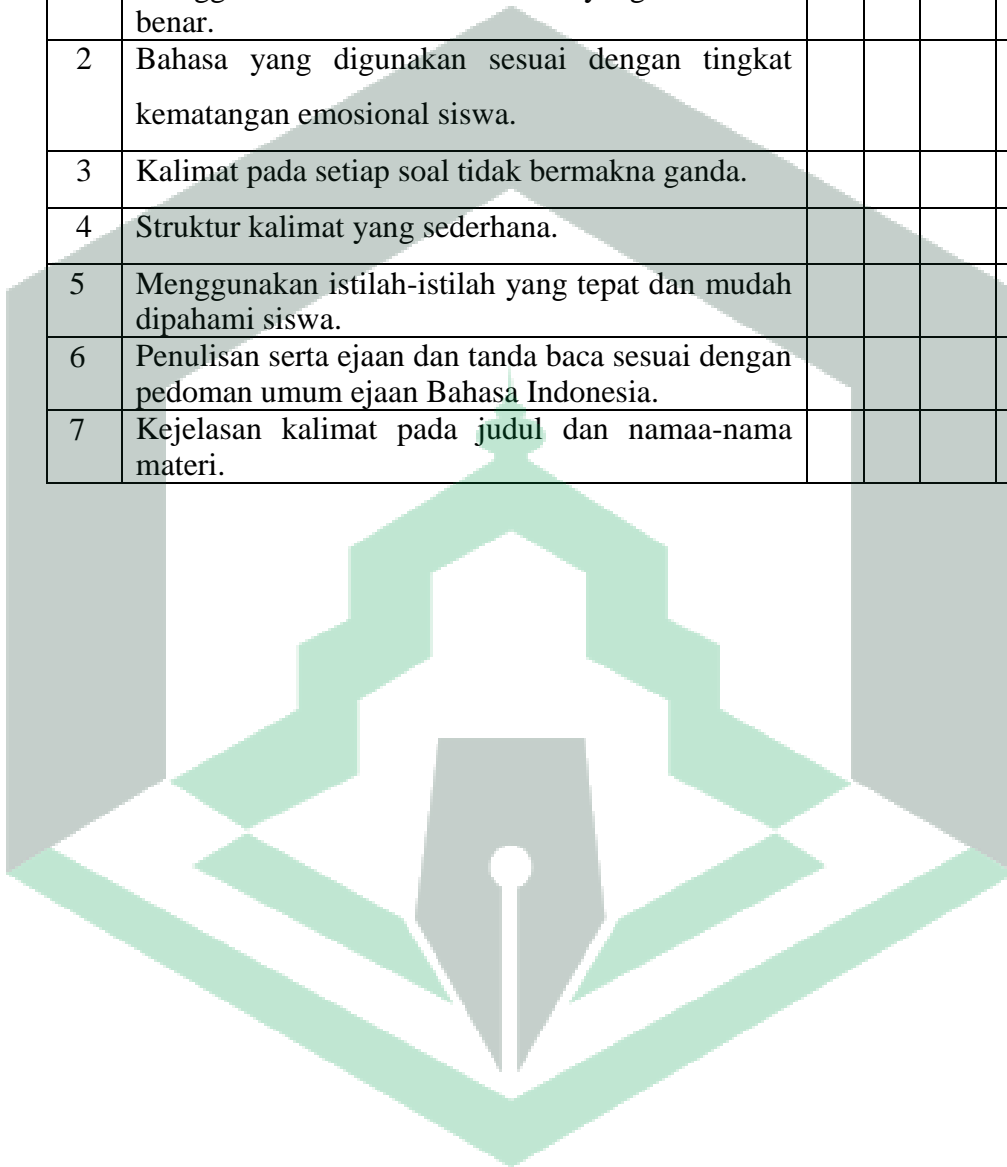 benar.
2 Bahasa yang digunakan sesuai dengan tingkat
kematangan emosional siswa.
3 Kalimat pada setiap soal tidak bermakna ganda.
4 Struktur kalimat yang sederhana.
5 Menggunakan istilah-istilah yang tepat dan mudah
dipahami siswa.
6 Penulisan serta ejaan dan tanda baca sesuai dengan
pedoman umum ejaan Bahasa Indonesia.
7 Kejelasan kalimat pada judul dan namaa-nama
materi.